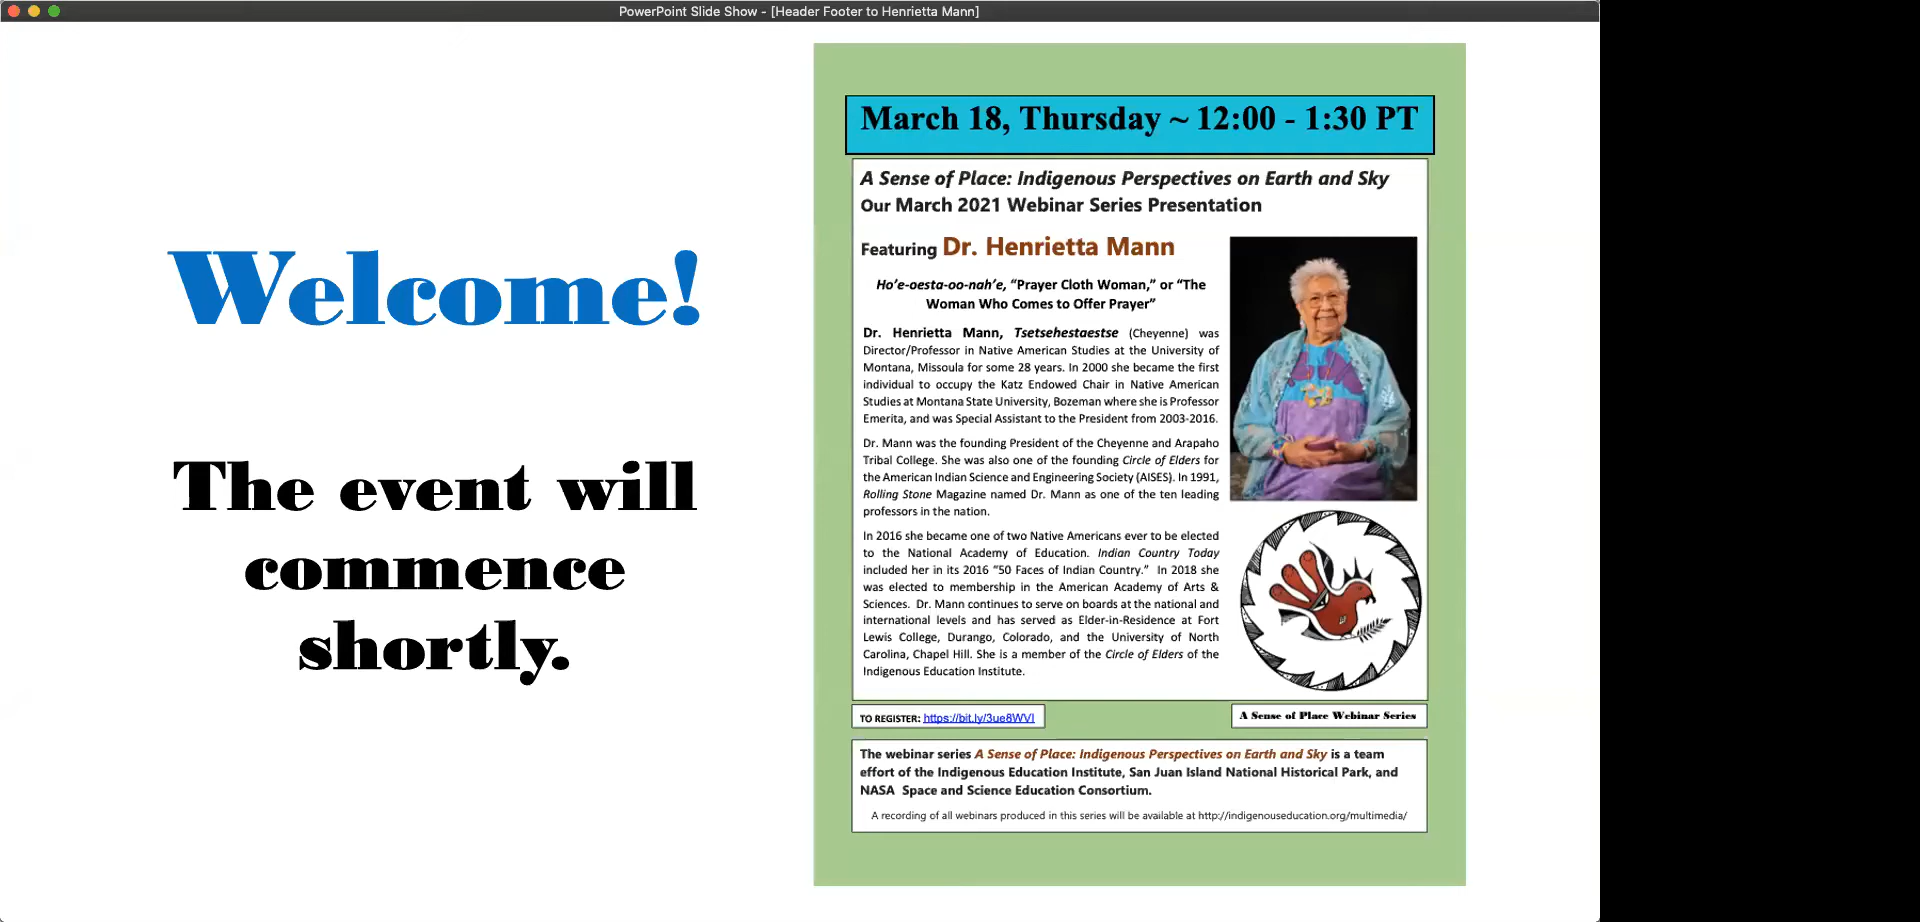 PowerPoint Slide Show - [Header Footer to Henrietta Mann]
Welcome!
The event will
commence
shortly.
March 18, Thursday ~ 12:00 - 1:30 PT
A Sense of Place: Indigenous Perspectives on Earth and Sky
Our March 2021 Webinar Series Presentation
Featuring Dr. Henrietta Mann
Ho’e-oesta-oo-nah’e, “Prayer Cloth Woman,” or “The
Woman Who Comes to Offer Prayer”
Dr. Henrietta Mann, Tsetsehestaestse (Cheyenne) was
Director/Professor in Native American Studies at the University of
Montana, Missoula for some 28 years. In 2000 she became the first
individual to occupy the Katz Endowed Chair in Native American
Studies at Montana State University, Bozeman where she is Professor
Emerita, and was Special Assistant to the President from 2003-2016.
Dr. Mann was the founding President of the Cheyenne and Arapaho
Tribal College. She was also one of the founding Circle of Elders for
the American Indian Science and Engineering Society (AISES). In 1991,
Rolling Stone Magazine named Dr. Mann as one of the ten leading
professors in the nation.
In 2016 she became one of two Native Americans ever to be elected
to the National Academy of Education. Indian Country Today
included her in its 2016 “50 Faces of Indian Country.” In 2018 she
was elected to membership in the American Academy of Arts &
Sciences. Dr. Mann continues to serve on boards at the national and
international levels and has served as Elder-in-Residence at Fort
Lewis College, Durango, Colorado, and the University of North
Carolina, Chapel Hill. She is a member of the Circle of Elders of the
Indigenous Education Institute.
TO REGISTER: https://bit.ly/3ue8WVI
A Sense of Place Webinar Series
The webinar series A Sense of Place: Indigenous Perspectives on Earth and Sky is a team
effort of the Indigenous Education Institute, San Juan Island National Historical Park, and
NASA Space and Science Education Consortium.
A recording of all webinars produced in this series will be available at http://indigenouseducation.org/multimedia/